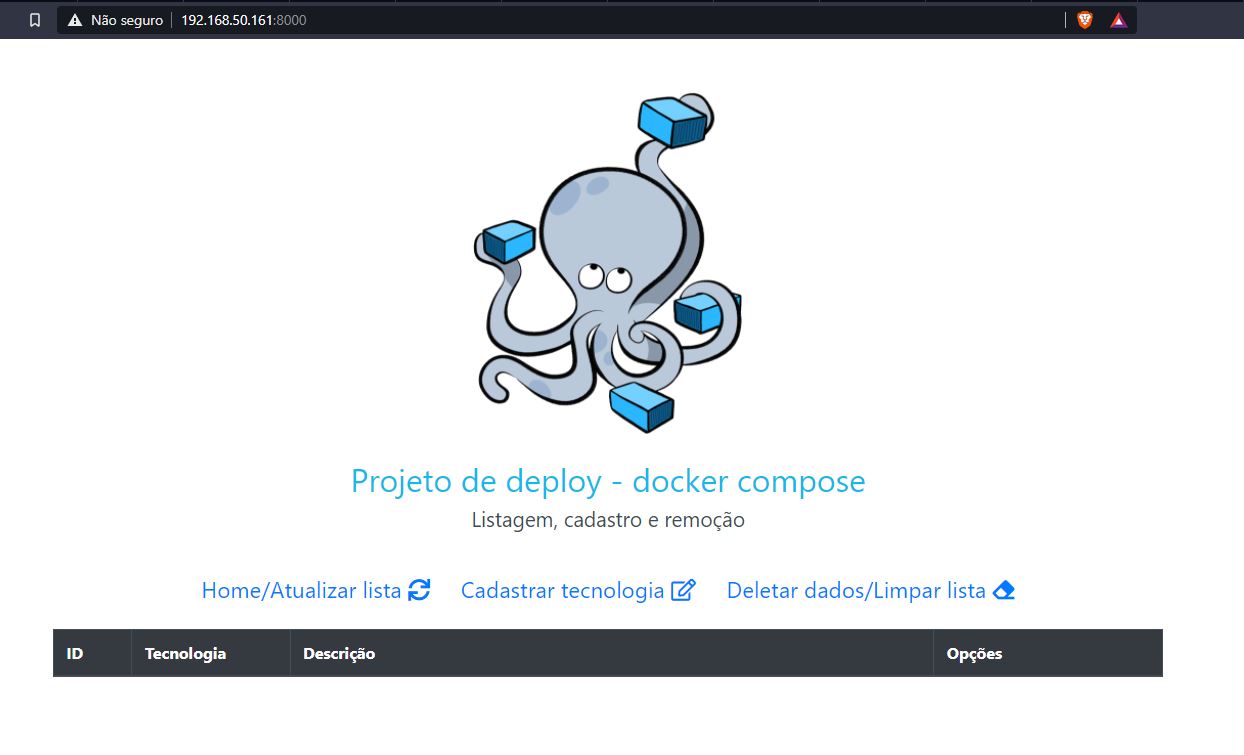 Não seguro 192.168.50.161:8000
Projeto de deploy - docker compose
Listagem, cadastro e remoção
Home/Atualizar lista Cadastrar tecnologia Deletar dados/Limpar lista
ID Tecnologia Descrição Opções